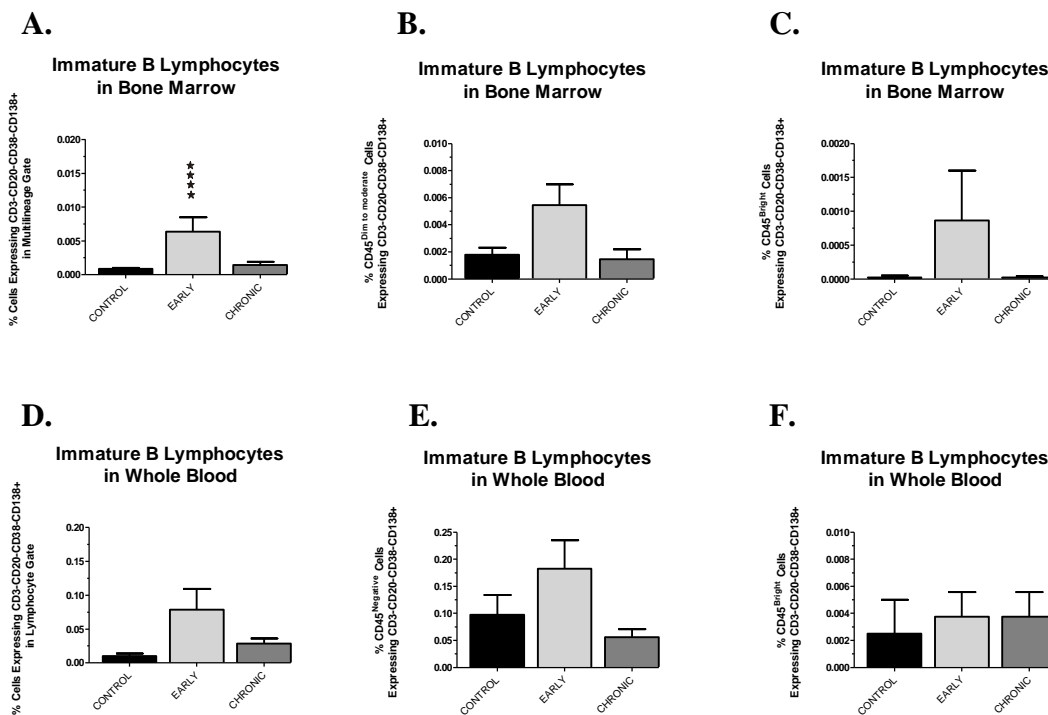 A.
Immature B Lymphocytes
in Bone Marrow
% Cells Expressing CD3-CD20-CD38-CD138+
in Multilineage Gate
0.020
0.015
0.010
0.005
0.000
CONTROL
EARLY
CHRONIC
B.
Immature B Lymphocytes
in Bone Marrow
% CD45Dim to moderate Cells
Expressing CD3-CD20-CD38-CD138+
0.010
0.008
0.006
0.004
0.002
0.000
CONTROL
EARLY
CHRONIC
C.
Immature B Lymphocytes
in Bone Marrow
% CD45Bright Cells
Expressing CD3-CD20-CD38-CD138+
0.0020
0.0015
0.0010
0.0005
0.0000
CONTROL
EARLY
CHRONIC
D.
Immature B Lymphocytes
in Whole Blood
% Cells Expressing CD3-CD20-CD38-CD138+
in Lymphocyte Gate
0.20
0.15
0.10
0.05
0.00
CONTROL
EARLY
CHRONIC
E.
Immature B Lymphocytes
in Whole Blood
% CD45Negative Cells
Expressing CD3-CD20-CD38-CD138+
0.25
0.20
0.15
0.10
0.05
0.00
CONTROL
EARLY
CHRONIC
F.
Immature B Lymphocytes
in Whole Blood
% CD45Bright Cells
Expressing CD3-CD20-CD38-CD138+
0.010
0.008
0.006
0.004
0.002
0.000
CONTROL
EARLY
CHRONIC